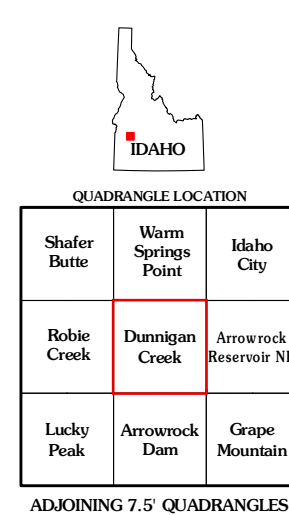 IDAHO
QUADRANGLE LOCATION
Shafer
Butte
Warm
Springs
Point
Idaho
City
Robie
Creek
Dunnigan
Creek
Arrowrock
Reservoir
Lucky
Peak
Arrowrock
Dam
Grape
Mountain
ADJOINING 7.5' QUADRANGLES